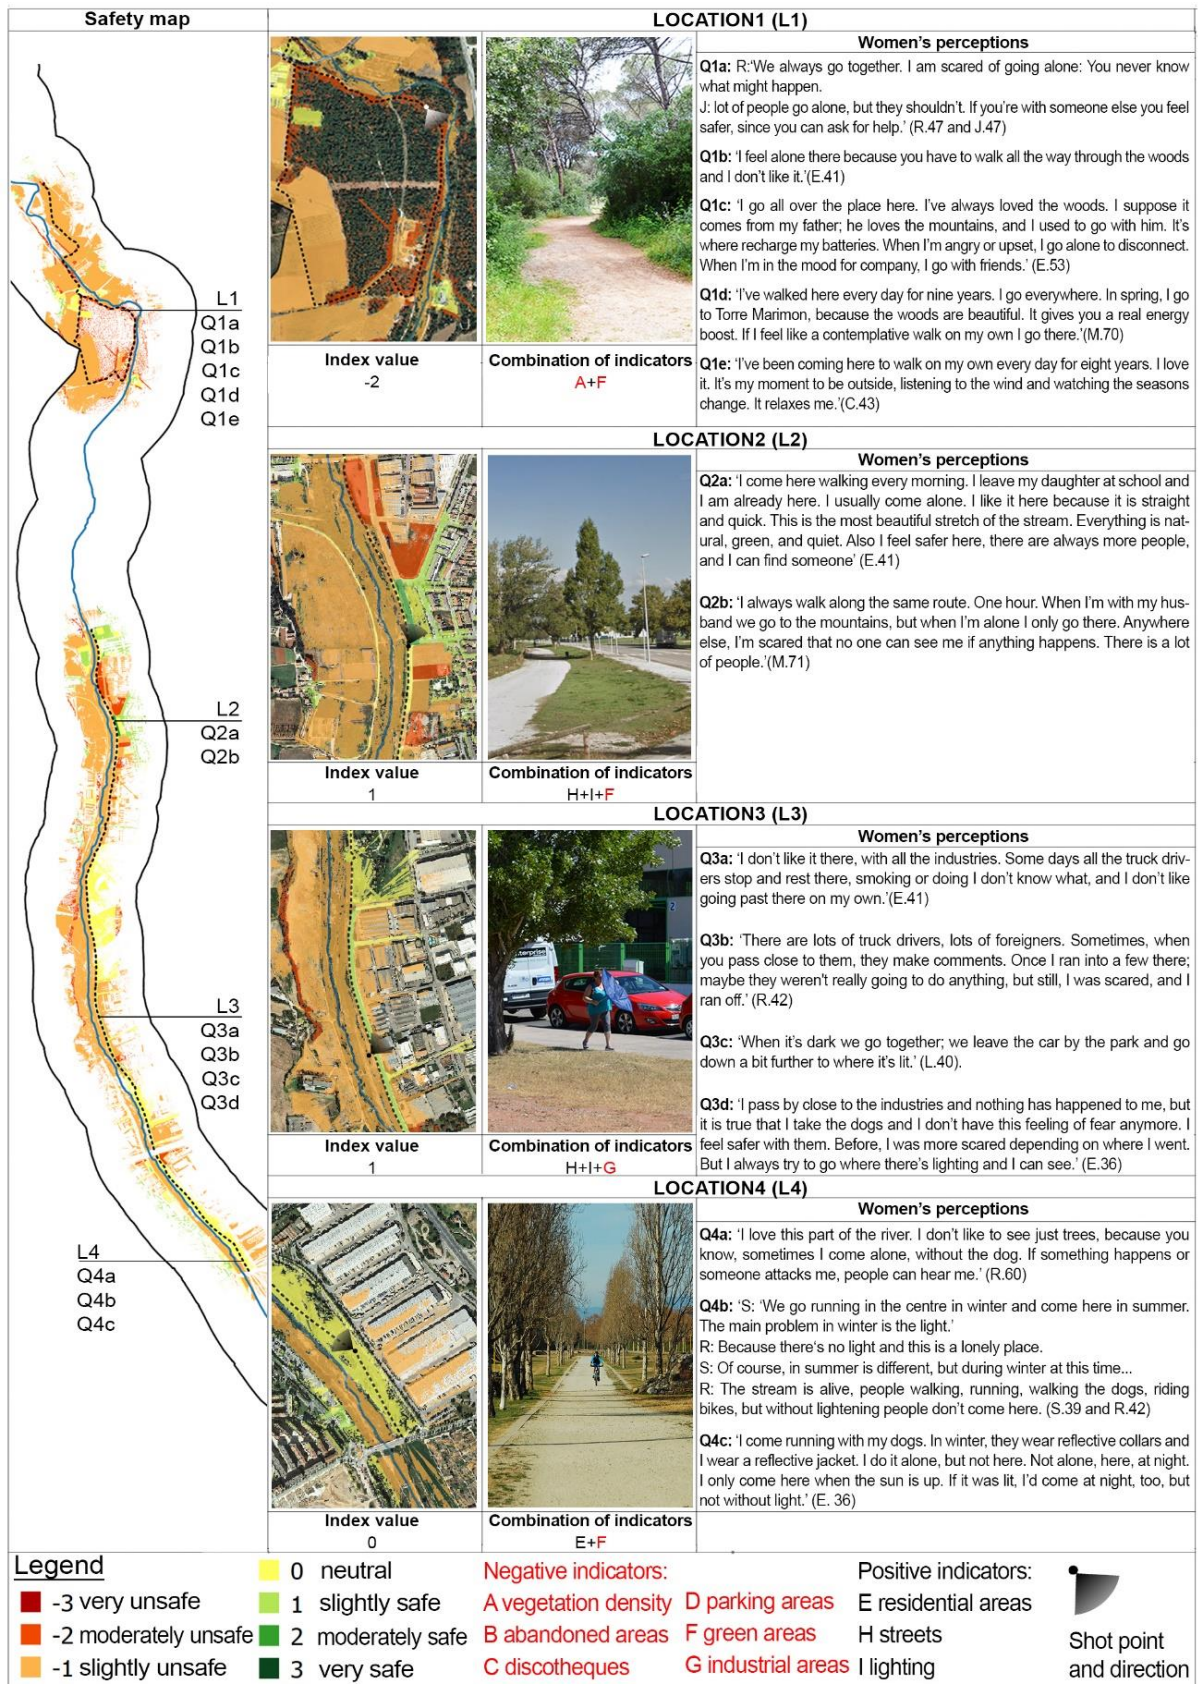 Safety map
LOCATION1 (L1)
Women's perceptions
Q1a: R:'We always go together. I am scared of going alone: You never know
what might happen.
J: lot of people go alone, but they shouldn't. If you're with someone else you feel
safer, since you can ask for help.' (R.47 and J.47)
Q1b: 'I feel alone there because you have to walk all the way through the woods
and I don't like it.'(E.41)
Q1c: 'I go all over the place here. I've always loved the woods. I suppose it
comes from my father; he loves the mountains, and I used to go with him. It's
where recharge my batteries. When I'm angry or upset, I go alone to disconnect.
When I'm in the mood for company, I go with friends.' (E.53)
Q1d: 'I've walked here every day for nine years. I go everywhere. In spring, I go
to Torre Marimon, because the woods are beautiful. It gives you a real energy
boost. If I feel like a contemplative walk on my own I go there.'(M.70)
Q1e: 'I've been coming here to walk on my own every day for eight years. I love
it. It's my moment to be outside, listening to the wind and watching the seasons
change. It relaxes me.'(C.43)
Index value
-2
Combination of indicators
A+F
L1
Q1a
Q1b
Q1c
Q1d
Q1e
LOCATION2 (L2)
Women's perceptions
Q2a: 'I come here walking every morning. I leave my daughter at school and
I am already here. I usually come alone. I like it here because it is straight
and quick. This is the most beautiful stretch of the stream. Everything is nat-
ural, green, and quiet. Also I feel safer here, there are always more people,
and I can find someone' (E.41)
Q2b: 'I always walk along the same route. One hour. When I'm with my hus-
band we go to the mountains, but when I'm alone I only go there. Anywhere
else, I'm scared that no one can see me if anything happens. There is a lot
of people.'(M.71)
Index value
1
Combination of indicators
H+I+F
L2
Q2a
Q2b
LOCATION3 (L3)
Women's perceptions
Q3a: 'I don't like it there, with all the industries. Some days all the truck driv-
ers stop and rest there, smoking or doing I don't know what, and I don't like
going past there on my own.'(E.41)
Q3b: 'There are lots of truck drivers, lots of foreigners. Sometimes, when
you pass close to them, they make comments. Once I ran into a few there;
maybe they weren't really going to do anything, but still, I was scared, and I
ran off.' (R.42)
Q3c: 'When it's dark we go together; we leave the car by the park and go
down a bit further to where it's lit.' (L.40).
Q3d: 'I pass by close to the industries and nothing has happened to me, but
it is true that I take the dogs and I don't have this feeling of fear anymore. I
feel safer with them. Before, I was more scared depending on where I went.
But I always try to go where there's lighting and I can see.' (E.36)
Index value
1
Combination of indicators
H+I+G
L3
Q3a
Q3b
Q3c
Q3d
LOCATION4 (L4)
Women's perceptions
Q4a: 'I love this part of the river. I don't like to see just trees, because you
know, sometimes I come alone, without the dog. If something happens or
someone attacks me, people can hear me.' (R.60)
Q4b: 'S: 'We go running in the centre in winter and come here in summer.
The main problem in winter is the light.'
R: Because there's no light and this is a lonely place.
S: Of course, in summer is different, but during winter at this time...
R: The stream is alive, people walking, running, walking the dogs, riding
bikes, but without lightening people don't come here. (S.39 and R.42)
Q4c: 'I come running with my dogs. In winter, they wear reflective collars and
I wear a reflective jacket. I do it alone, but not here. Not alone, here, at night.
I only come here when the sun is up. If it was lit, I'd come at night, too, but
not without light.' (E. 36)
Index value
0
Combination of indicators
E+F
L4
Q4a
Q4b
Q4c
Legend
-3 very unsafe
-2 moderately unsafe
-1 slightly unsafe
0 neutral
1 slightly safe
2 moderately safe
3 very safe
Negative indicators:
A vegetation density
B abandoned areas
C discotheques
D parking areas
F green areas
G industrial areas
Positive indicators:
E residential areas
H streets
I lighting
Shot point
and direction